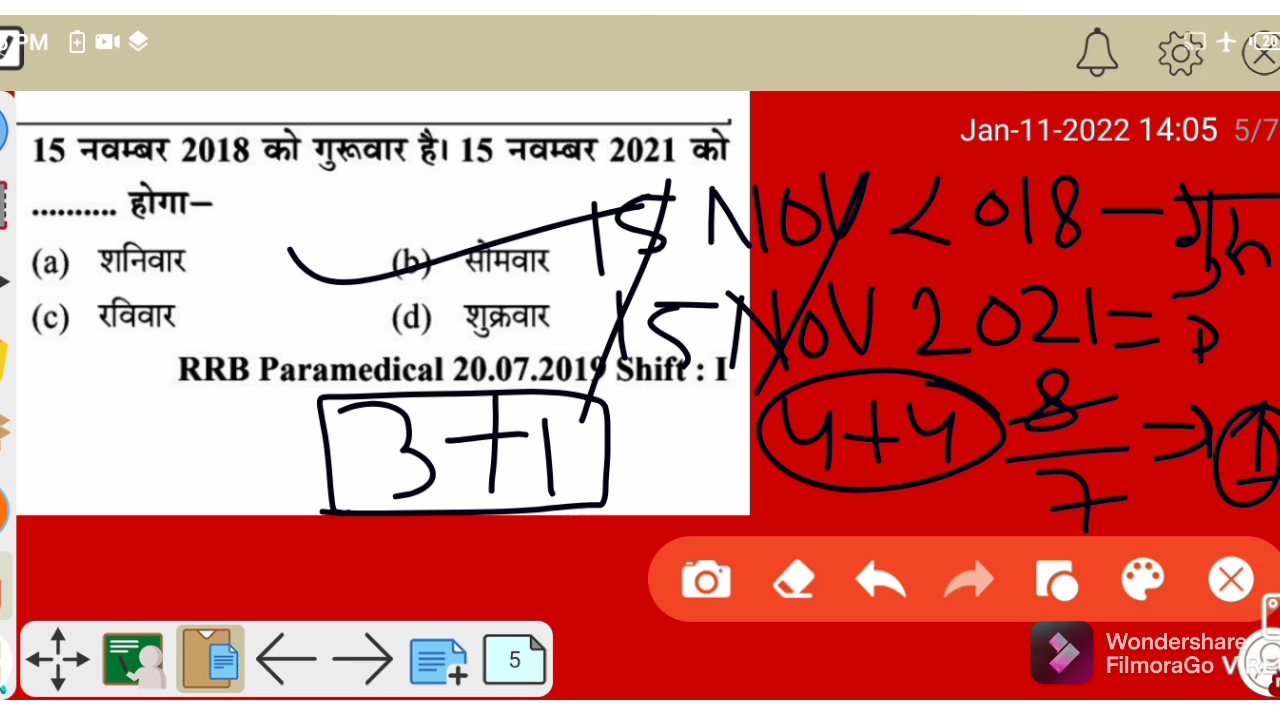 PM
20
Jan-11-2022 14:05 5/7
15 नवम्बर 2018 को गुरूवार है। 15 नवम्बर 2021 को
.......... होगा–
(a) शनिवार (b) सोमवार
(c) रविवार (d) शुक्रवार
RRB Paramedical 20.07.2019 Shift : I
15 NOV 2018 – गुरु
15 NOV 2021 = ?
3+1
4+4 8/7 → 1
5
Wondershare
FilmoraGo